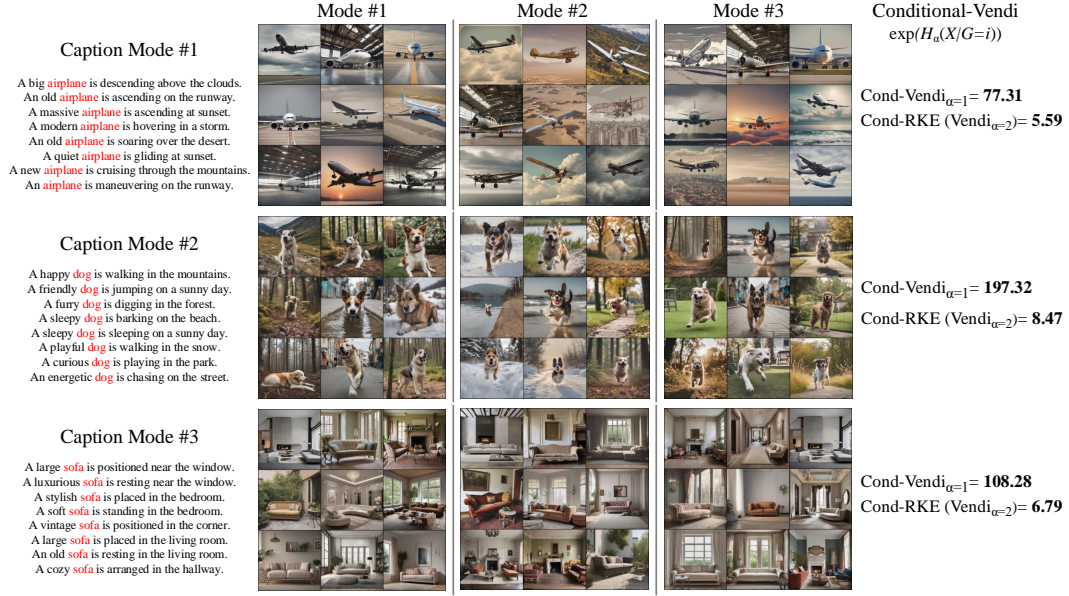 Mode #1
Mode #2
Mode #3
Conditional-Vendi
exp(H_α(X/G=i))
Caption Mode #1
A big airplane is descending above the clouds.
An old airplane is ascending on the runway.
A massive airplane is ascending at sunset.
A modern airplane is hovering in a storm.
An old airplane is soaring over the desert.
A quiet airplane is gliding at sunset.
A new airplane is cruising through the mountains.
An airplane is maneuvering on the runway.
Cond-Vendi_α=1= 77.31
Cond-RKE (Vendi_α=2)= 5.59
Caption Mode #2
A happy dog is walking in the mountains.
A friendly dog is jumping on a sunny day.
A furry dog is digging in the forest.
A sleepy dog is barking on the beach.
A sleepy dog is sleeping on a sunny day.
A playful dog is walking in the snow.
A curious dog is playing in the park.
An energetic dog is chasing on the street.
Cond-Vendi_α=1= 197.32
Cond-RKE (Vendi_α=2)= 8.47
Caption Mode #3
A large sofa is positioned near the window.
A luxurious sofa is resting near the window.
A stylish sofa is placed in the bedroom.
A soft sofa is standing in the bedroom.
A vintage sofa is positioned in the corner.
A large sofa is placed in the living room.
An old sofa is resting in the living room.
A cozy sofa is arranged in the hallway.
Cond-Vendi_α=1= 108.28
Cond-RKE (Vendi_α=2)= 6.79